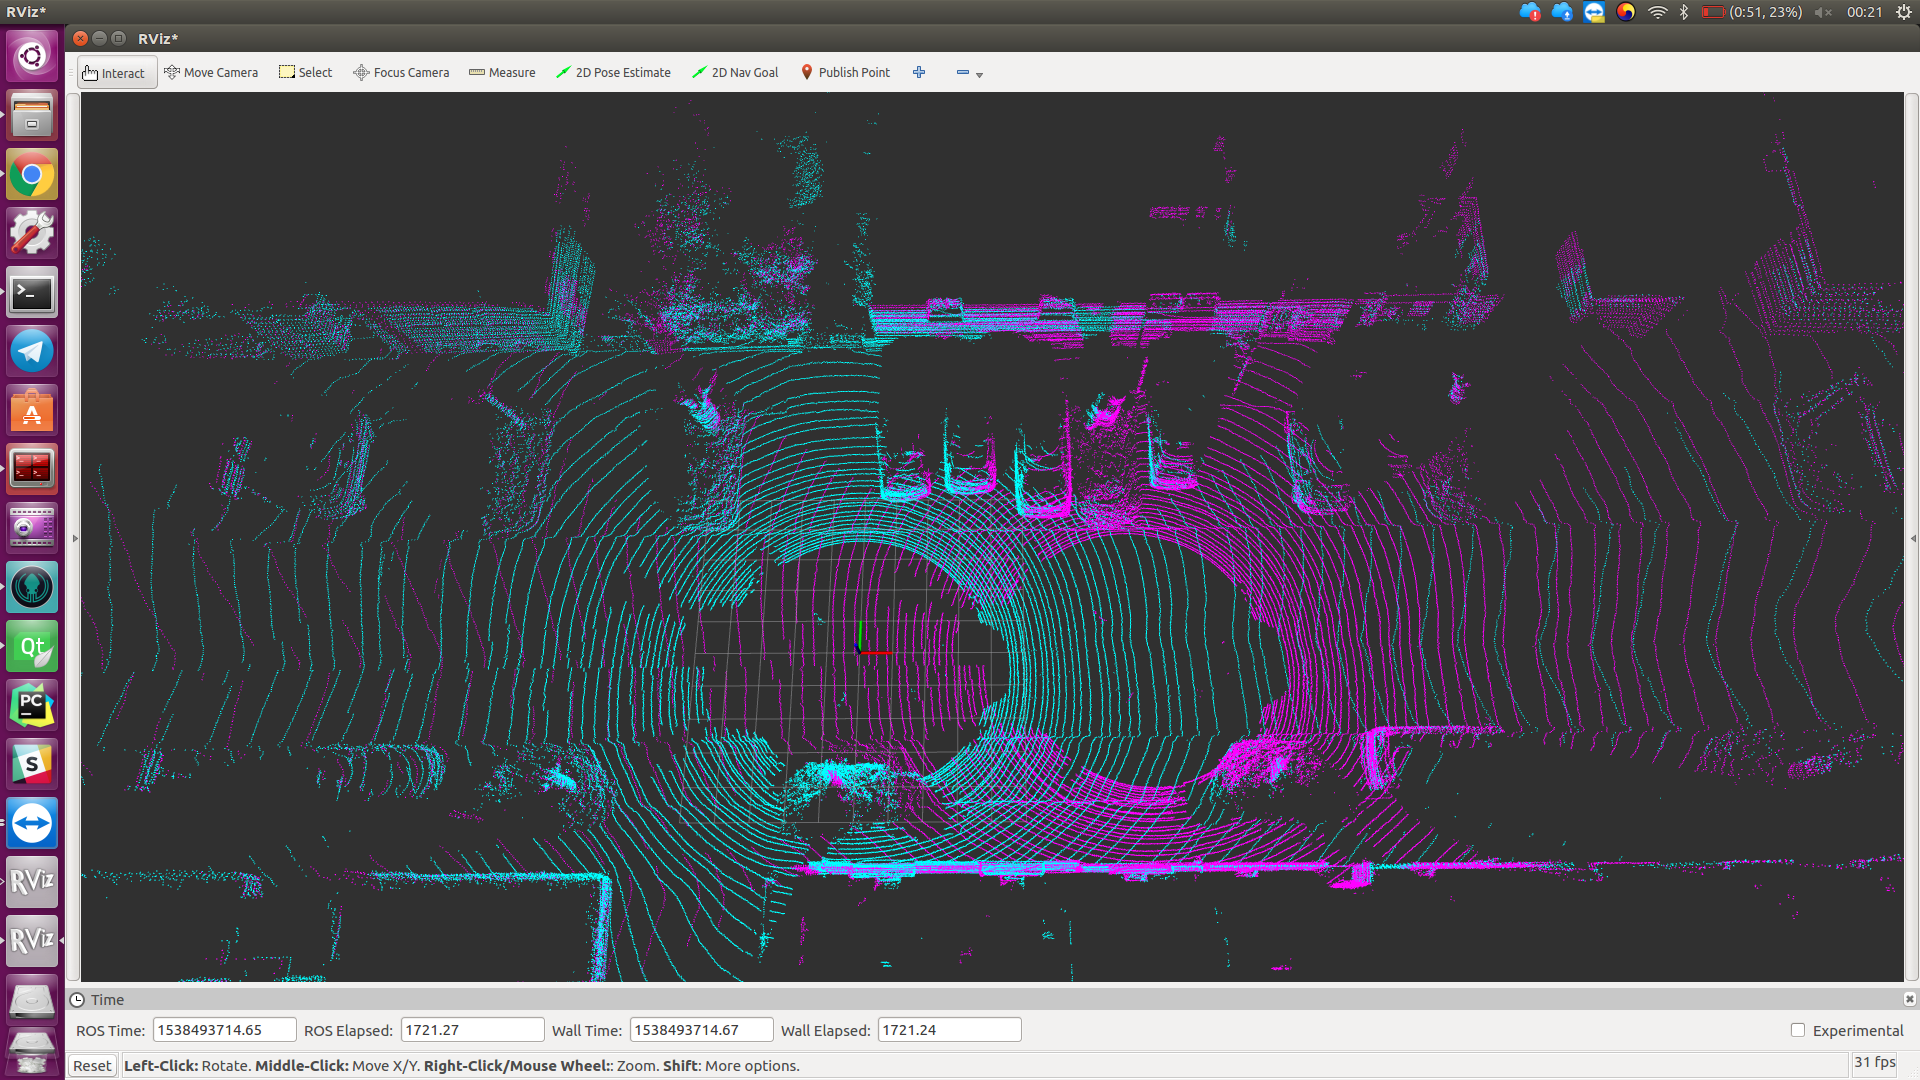 RViz*
(0:51, 23%) 00:21
RViz*
Interact Move Camera Select Focus Camera Measure 2D Pose Estimate 2D Nav Goal Publish Point
Qt
PC
S
RViz
RViz
Time
ROS Time: 1538493714.65 ROS Elapsed: 1721.27 Wall Time: 1538493714.67 Wall Elapsed: 1721.24 Experimental
Reset Left-Click: Rotate. Middle-Click: Move X/Y. Right-Click/Mouse Wheel:: Zoom. Shift: More options. 31 fps